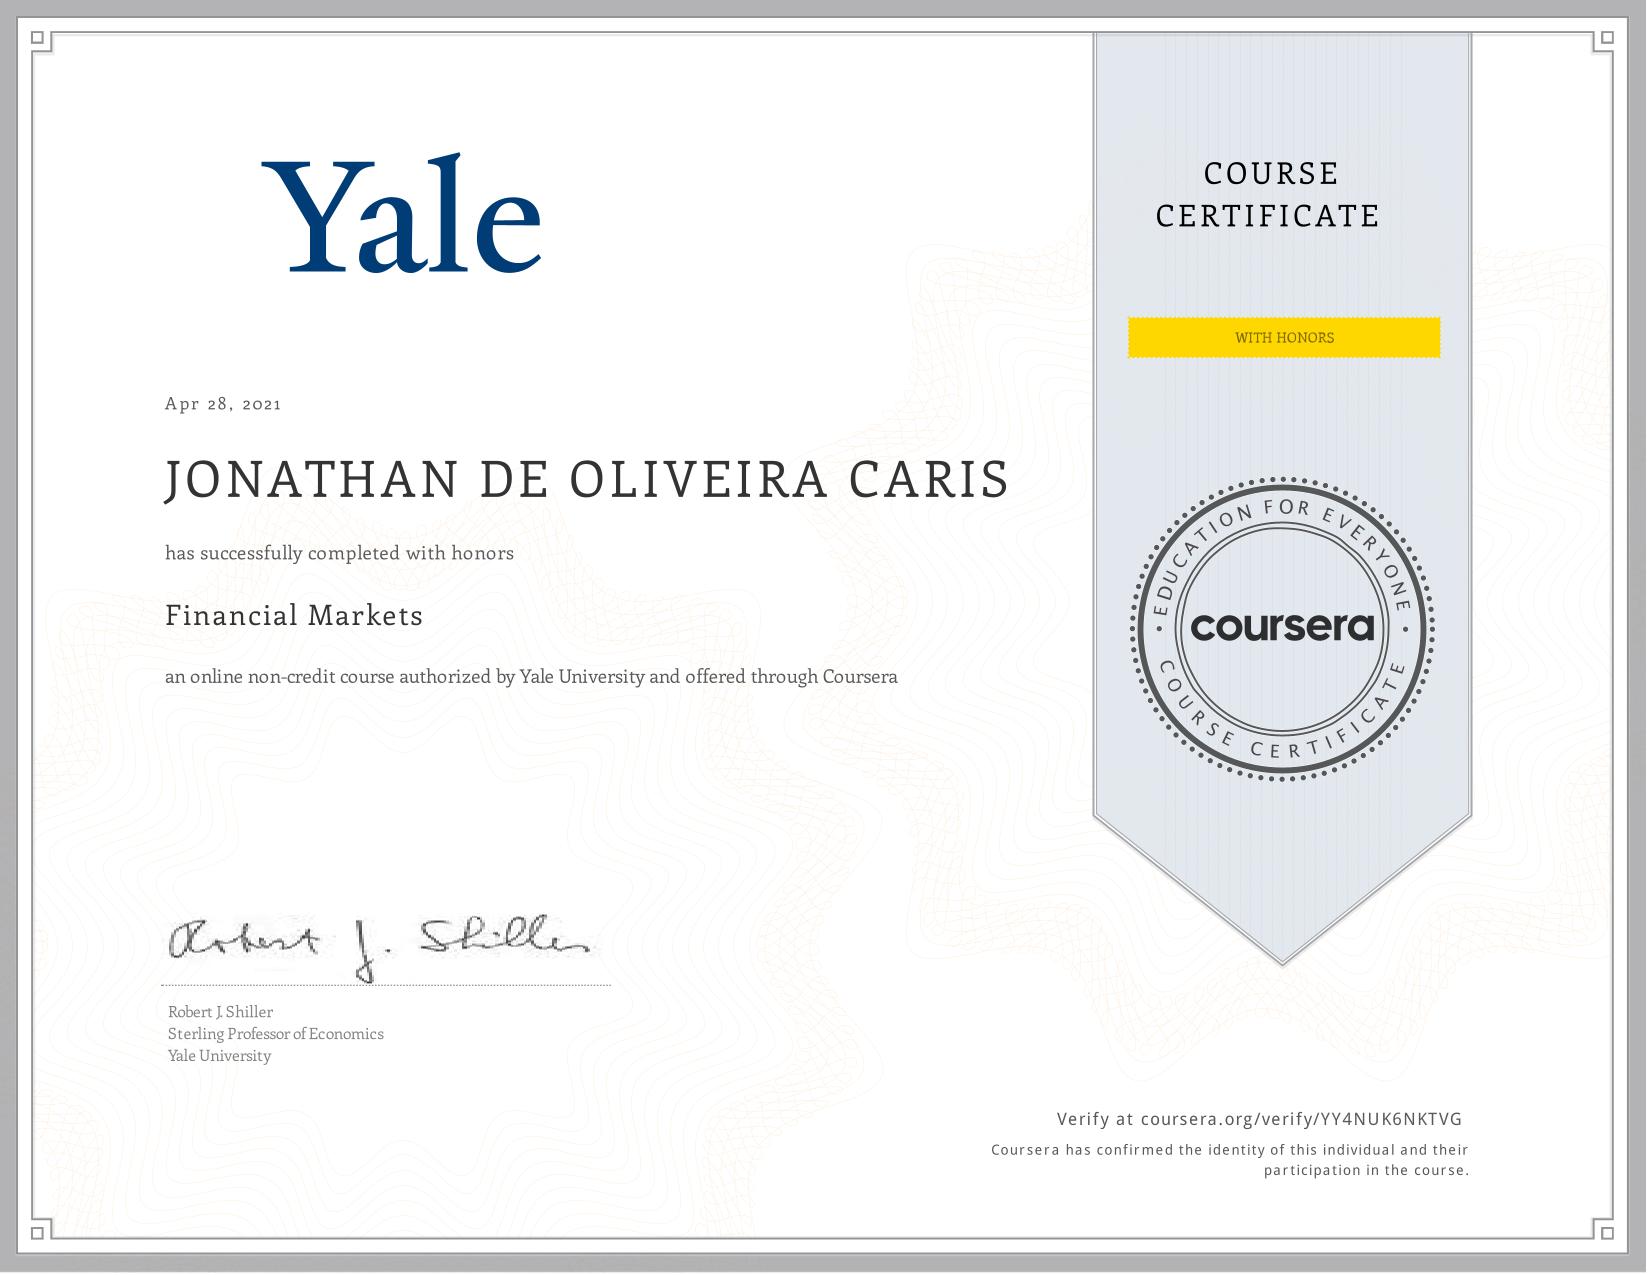 Yale
Apr 28, 2021
JONATHAN DE OLIVEIRA CARIS
has successfully completed with honors
Financial Markets
an online non-credit course authorized by Yale University and offered through Coursera
Robert J. Shiller
Robert J. Shiller
Sterling Professor of Economics
Yale University
COURSE
CERTIFICATE
WITH HONORS
EDUCATION FOR EVERYONE
coursera
COURSE CERTIFICATE
Verify at coursera.org/verify/YY4NUK6NKTVG
Coursera has confirmed the identity of this individual and their
participation in the course.